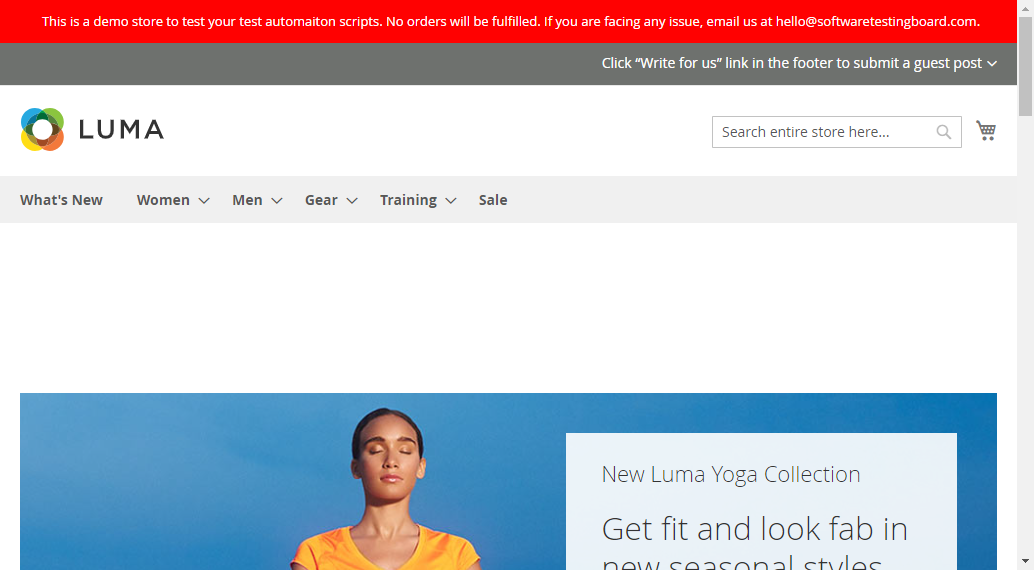 This is a demo store to test your test automaiton scripts. No orders will be fulfilled. If you are facing any issue, email us at hello@softwaretestingboard.com.
Click “Write for us” link in the footer to submit a guest post
LUMA
Search entire store here...
What's New Women Men Gear Training Sale
New Luma Yoga Collection
Get fit and look fab in
new seasonal styles